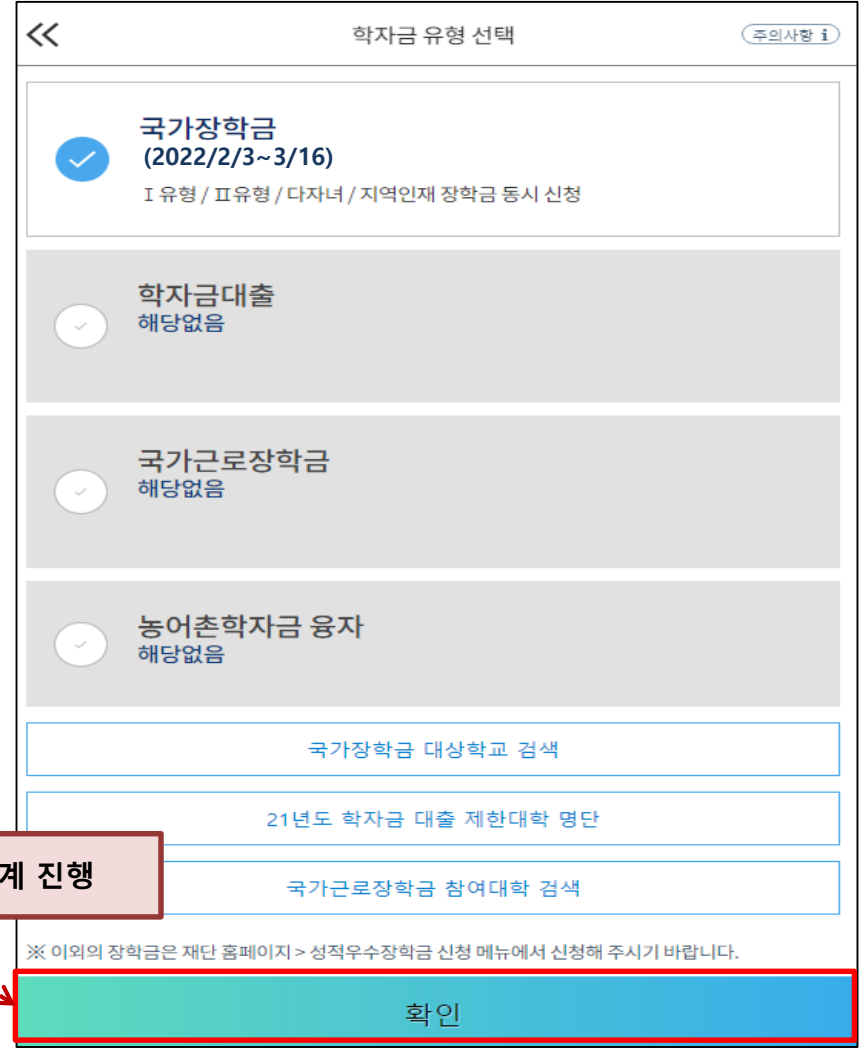 학자금 유형 선택
주의사항 i
국가장학금
(2022/2/3~3/16)
I 유형 / II유형 / 다자녀 / 지역인재 장학금 동시 신청
학자금대출
해당없음
국가근로장학금
해당없음
농어촌학자금 융자
해당없음
국가장학금 대상학교 검색
21년도 학자금 대출 제한대학 명단
계 진행
국가근로장학금 참여대학 검색
※ 이외의 장학금은 재단 홈페이지 > 성적우수장학금 신청 메뉴에서 신청해 주시기 바랍니다.
확인